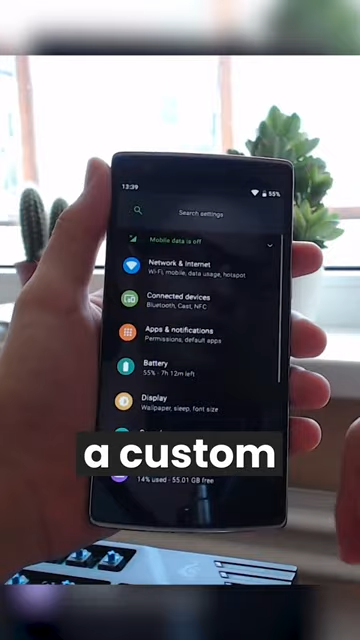 13:39
55%
Search settings
Mobile data is off
Network & Internet
Wi-Fi, mobile, data usage, hotspot
Connected devices
Bluetooth, Cast, NFC
Apps & notifications
Permissions, default apps
Battery
55% - 7h 12m left
Display
Wallpaper, sleep, font size
a custom
14% used - 55.01 GB free